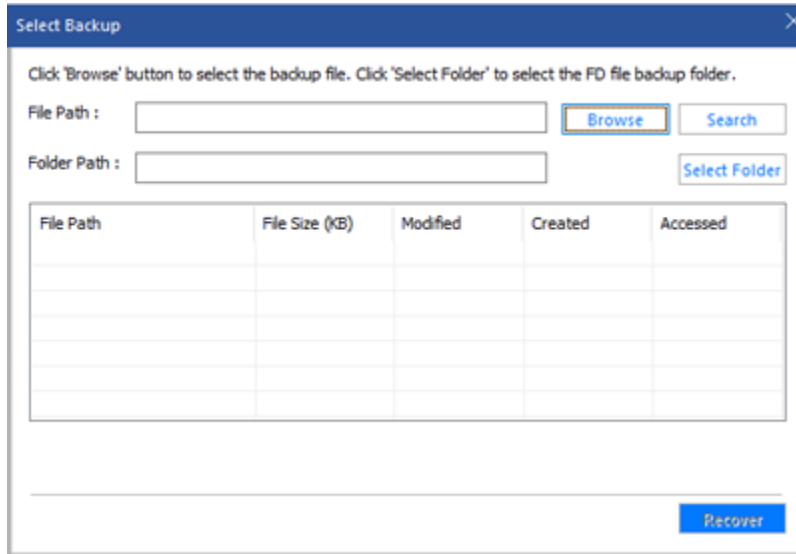 Select Backup
Click 'Browse' button to select the backup file. Click 'Select Folder' to select the FD file backup folder.
File Path :
Browse
Search
Folder Path :
Select Folder
File Path File Size (KB) Modified Created Accessed
Recover